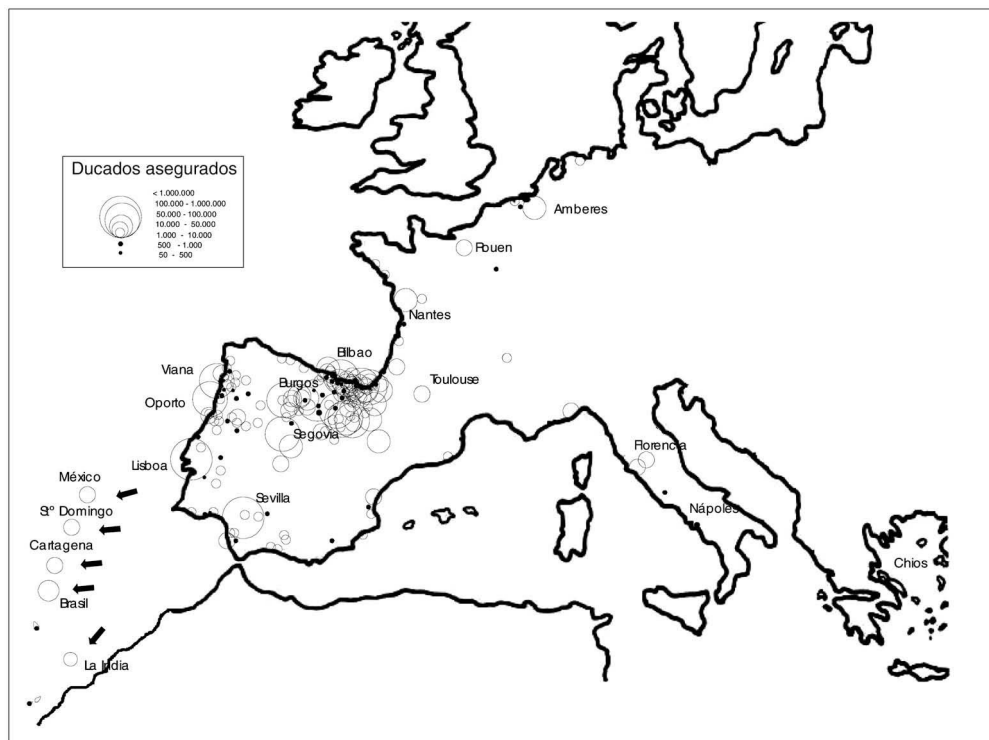 Ducados asegurados
< 1.000.000
100.000 - 1.000.000
50.000 - 100.000
10.000 - 50.000
1.000 - 10.000
500 - 1.000
50 - 500
Amberes
Rouen
Nantes
Bilbao
Viana
Burgos
Toulouse
Oporto
Segovia
Florencia
Lisboa
México
Sevilla
Stº Domingo
Nápoles
Cartagena
Chios
Brasil
La India